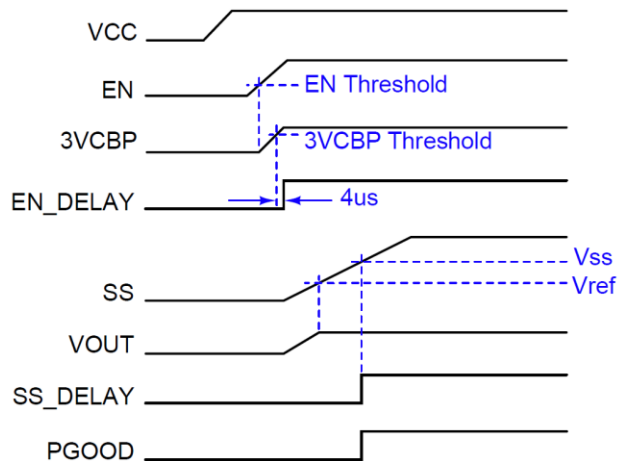 VCC
EN
EN Threshold
3VCBP
3VCBP Threshold
EN_DELAY
4us
SS
Vss
Vref
VOUT
SS_DELAY
PGOOD